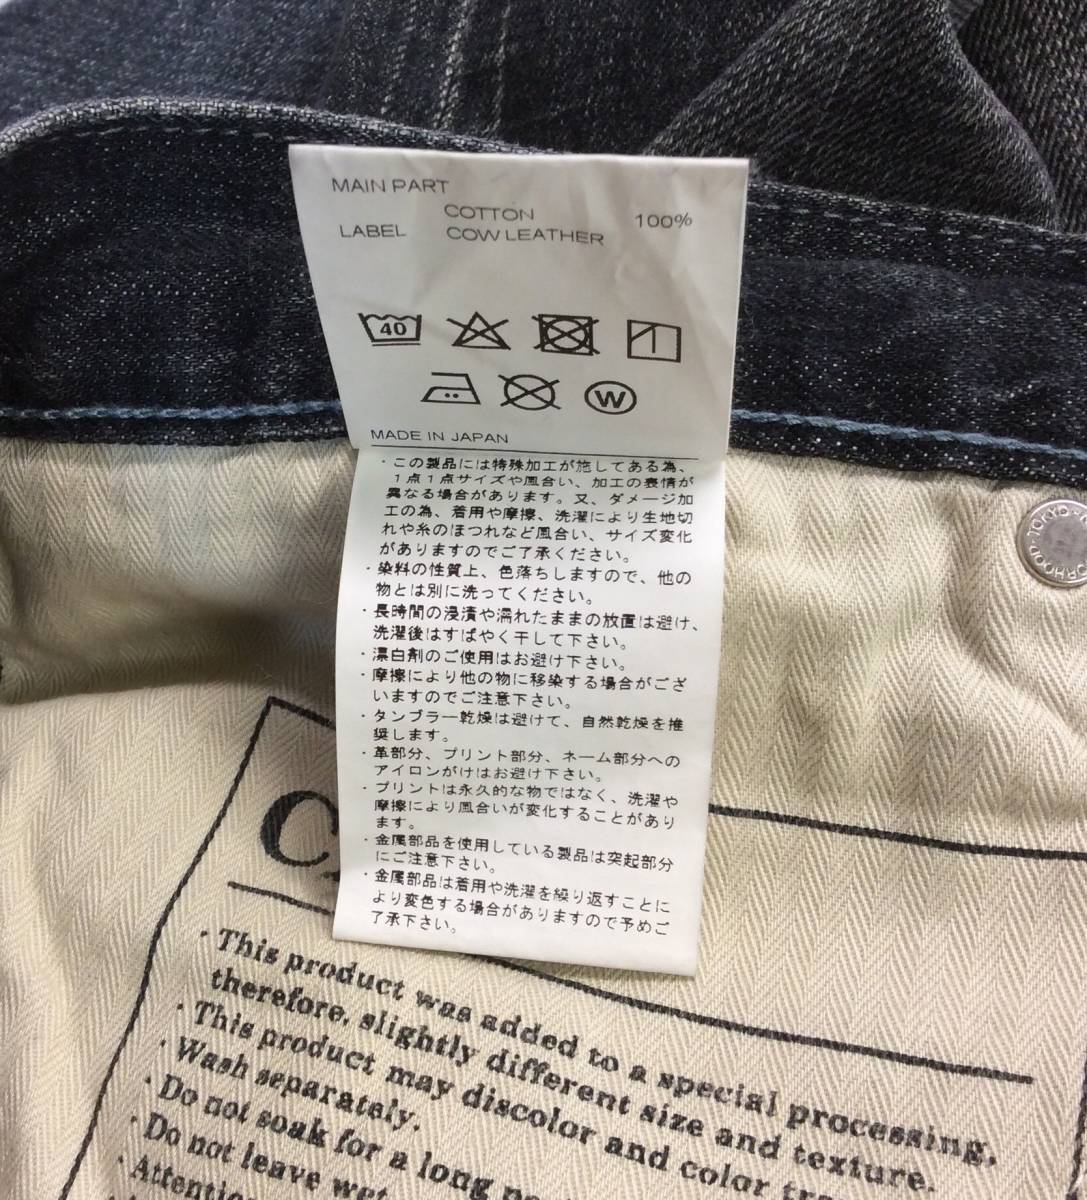 MAIN PART
COTTON 100%
LABEL COW LEATHER
40
W
MADE IN JAPAN
・この製品には特殊加工が施してある為、
１点１点サイズや風合い、加工の表情が
異なる場合があります。又、ダメージ加
工の為、着用や摩擦、洗濯により生地切
れや糸のほつれなど風合い、サイズ変化
がありますのでご了承ください。
・染料の性質上、色落ちしますので、他の
物とは別に洗ってください。
・長時間の浸漬や濡れたままの放置は避け、
洗濯後はすばやく干して下さい。
・漂白剤のご使用はお避け下さい。
・摩擦により他の物に移染する場合がござ
いますのでご注意下さい。
・タンブラー乾燥は避けて、自然乾燥を推
奨します。
・革部分、プリント部分、ネーム部分への
アイロンがけはお避け下さい。
・プリントは永久的な物ではなく、洗濯や
摩擦により風合いが変化することがあり
ます。
・金属部品を使用している製品は突起部分
にご注意下さい。
・金属部品は着用や洗濯を繰り返すことに
より変色する場合がありますので予めご
了承下さい。
・This product was added to a special processing,
therefore, slightly different size and texture.
・This product may discolor and color
・Wash separately.
・Do not soak for a long
・Do not leave wet